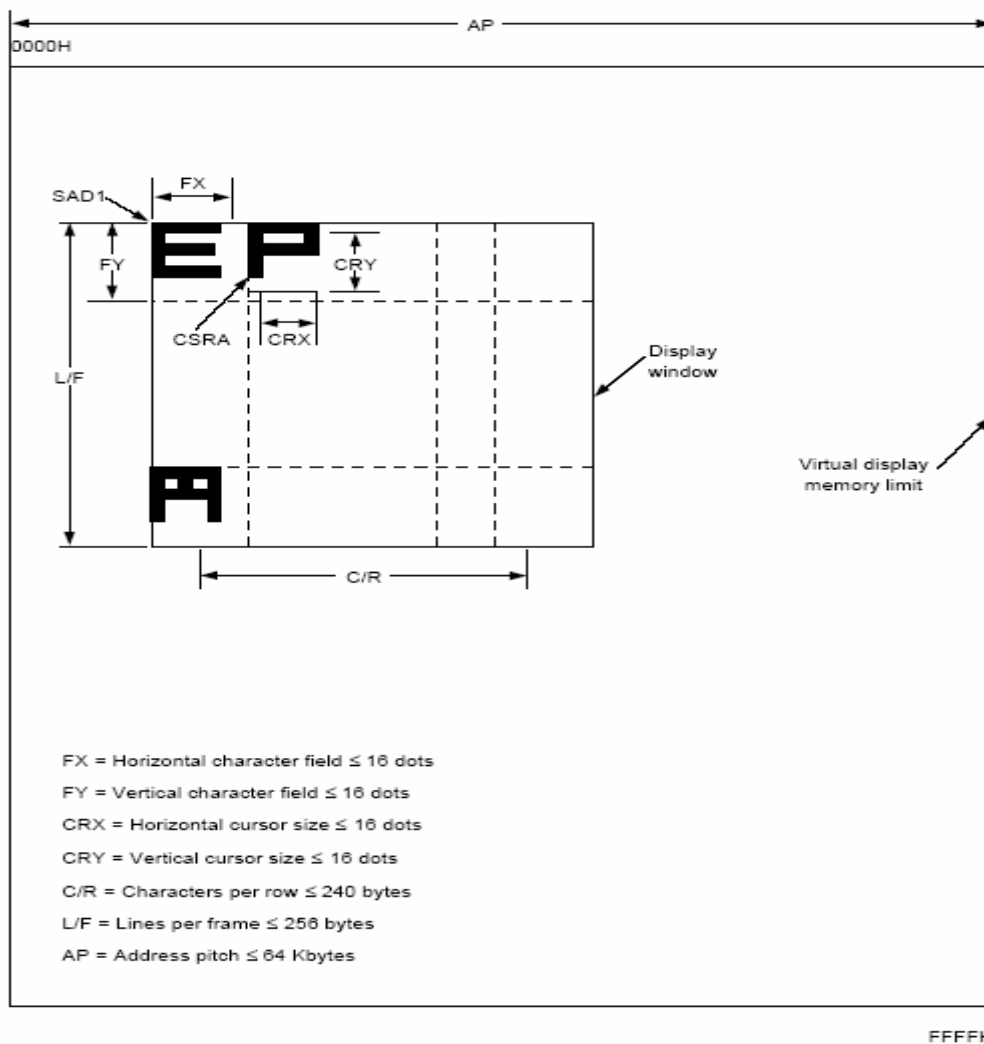 AP
0000H
FX
SAD1
FY
EP
CRY
CSRA
CRX
Display
window
L/F
Virtual display
memory limit
A
C/R
FX = Horizontal character field ≤ 16 dots
FY = Vertical character field ≤ 16 dots
CRX = Horizontal cursor size ≤ 16 dots
CRY = Vertical cursor size ≤ 16 dots
C/R = Characters per row ≤ 240 bytes
L/F = Lines per frame ≤ 256 bytes
AP = Address pitch ≤ 64 Kbytes
FFFFH